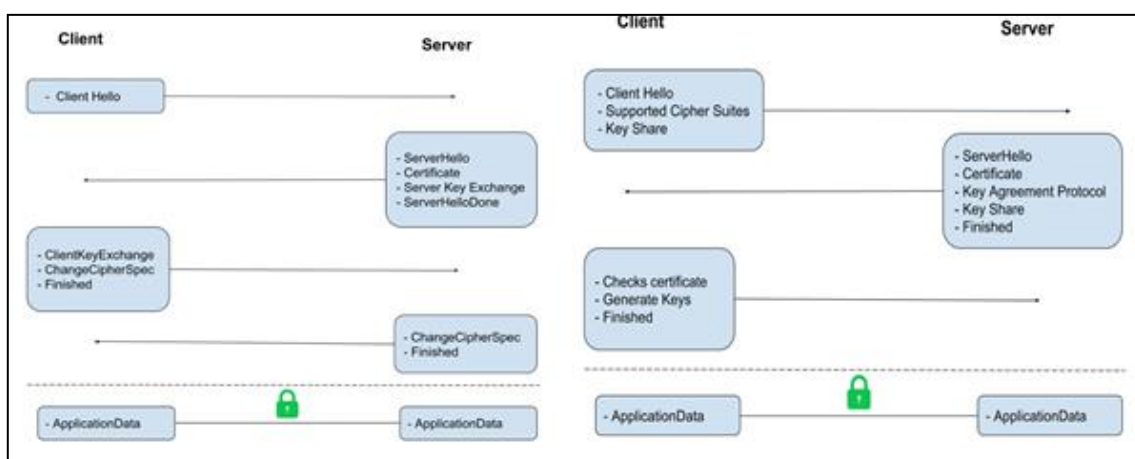 Client
Server
- Client Hello
- ServerHello
- Certificate
- Server Key Exchange
- ServerHelloDone
- ClientKeyExchange
- ChangeCipherSpec
- Finished
- ChangeCipherSpec
- Finished
- ApplicationData
- ApplicationData
Client
Server
- Client Hello
- Supported Cipher Suites
- Key Share
- ServerHello
- Certificate
- Key Agreement Protocol
- Key Share
- Finished
- Checks certificate
- Generate Keys
- Finished
- ApplicationData
- ApplicationData